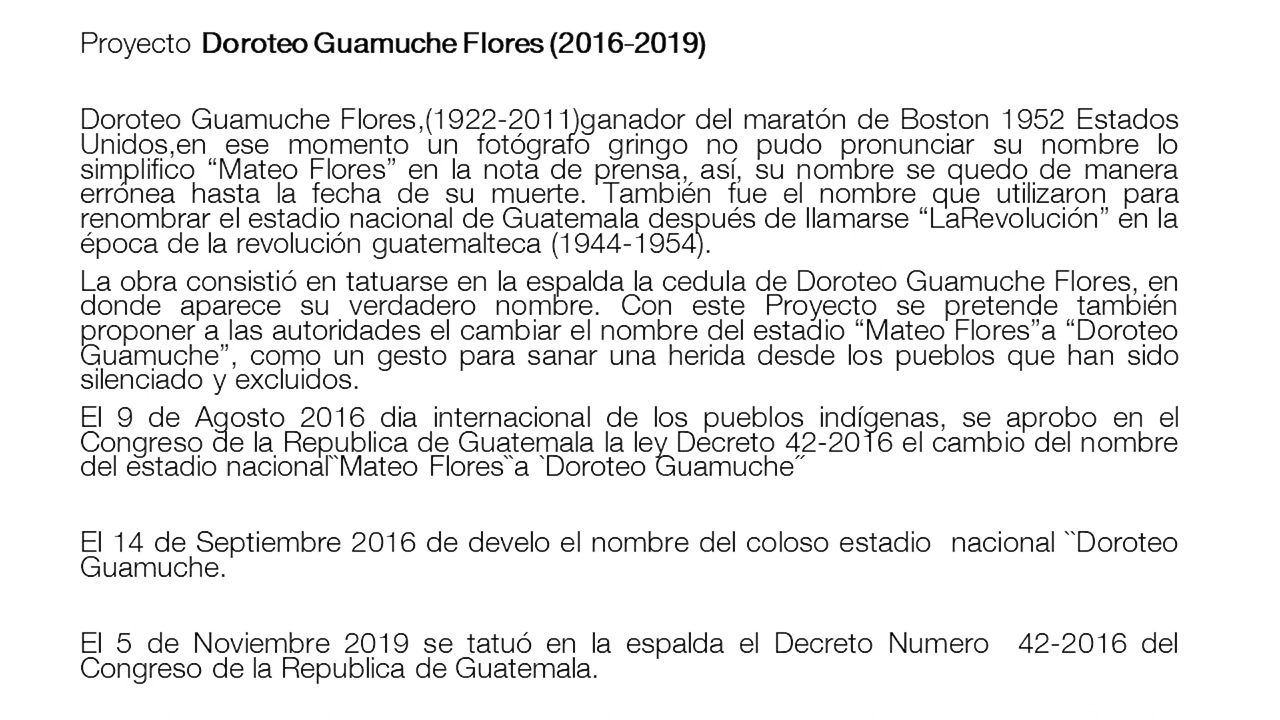 Proyecto Doroteo Guamuche Flores (2016-2019)
Doroteo Guamuche Flores,(1922-2011)ganador del maratón de Boston 1952 Estados
Unidos,en ese momento un fotógrafo gringo no pudo pronunciar su nombre lo
simplifico “Mateo Flores” en la nota de prensa, así, su nombre se quedo de manera
errónea hasta la fecha de su muerte. También fue el nombre que utilizaron para
renombrar el estadio nacional de Guatemala después de llamarse “LaRevolución” en la
época de la revolución guatemalteca (1944-1954).
La obra consistió en tatuarse en la espalda la cedula de Doroteo Guamuche Flores, en
donde aparece su verdadero nombre. Con este Proyecto se pretende también
proponer a las autoridades el cambiar el nombre del estadio “Mateo Flores”a “Doroteo
Guamuche”, como un gesto para sanar una herida desde los pueblos que han sido
silenciado y excluidos.
El 9 de Agosto 2016 dia internacional de los pueblos indígenas, se aprobo en el
Congreso de la Republica de Guatemala la ley Decreto 42-2016 el cambio del nombre
del estadio nacional``Mateo Flores``a `Doroteo Guamuche˝
El 14 de Septiembre 2016 de develo el nombre del coloso estadio  nacional ``Doroteo
Guamuche.
El 5 de Noviembre 2019 se tatuó en la espalda el Decreto Numero  42-2016 del
Congreso de la Republica de Guatemala.